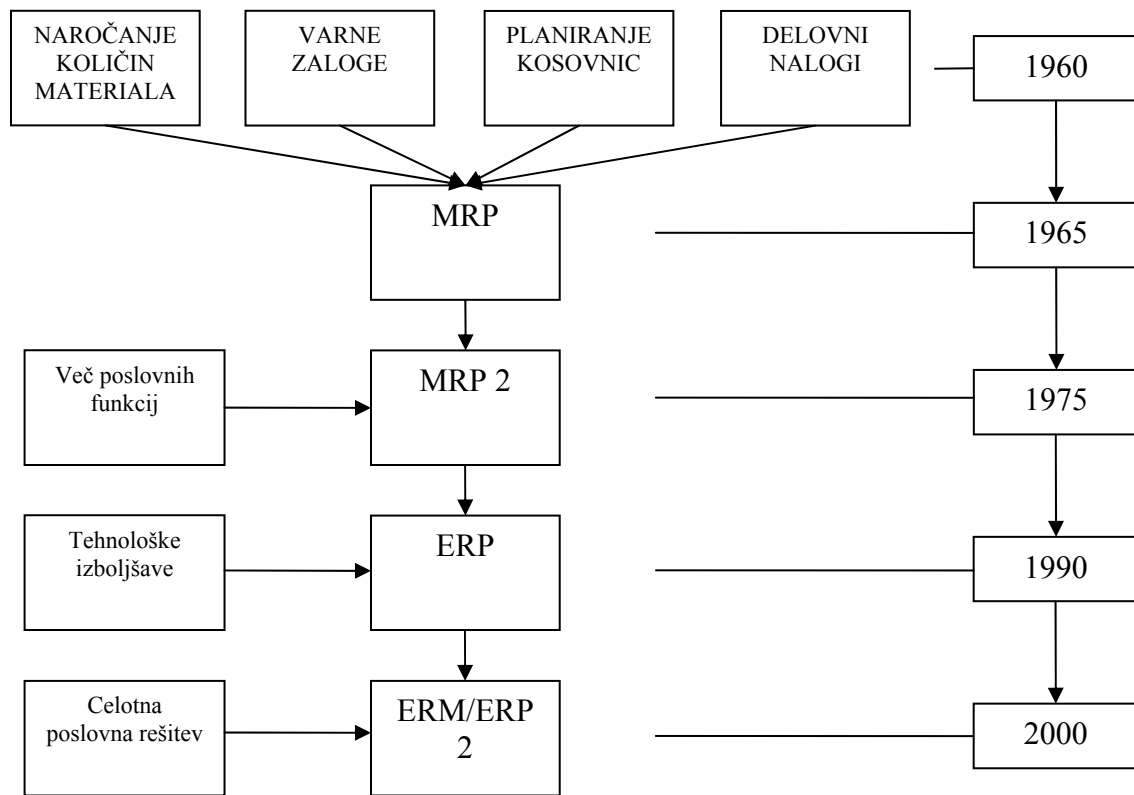 NAROČANJE
KOLIČIN
MATERIALA
VARNE
ZALOGE
PLANIRANJE
KOSOVNIC
DELOVNI
NALOGI
1960
MRP
1965
Več poslovnih
funkcij
MRP 2
1975
Tehnološke
izboljšave
ERP
1990
Celotna
poslovna rešitev
ERM/ERP
2
2000